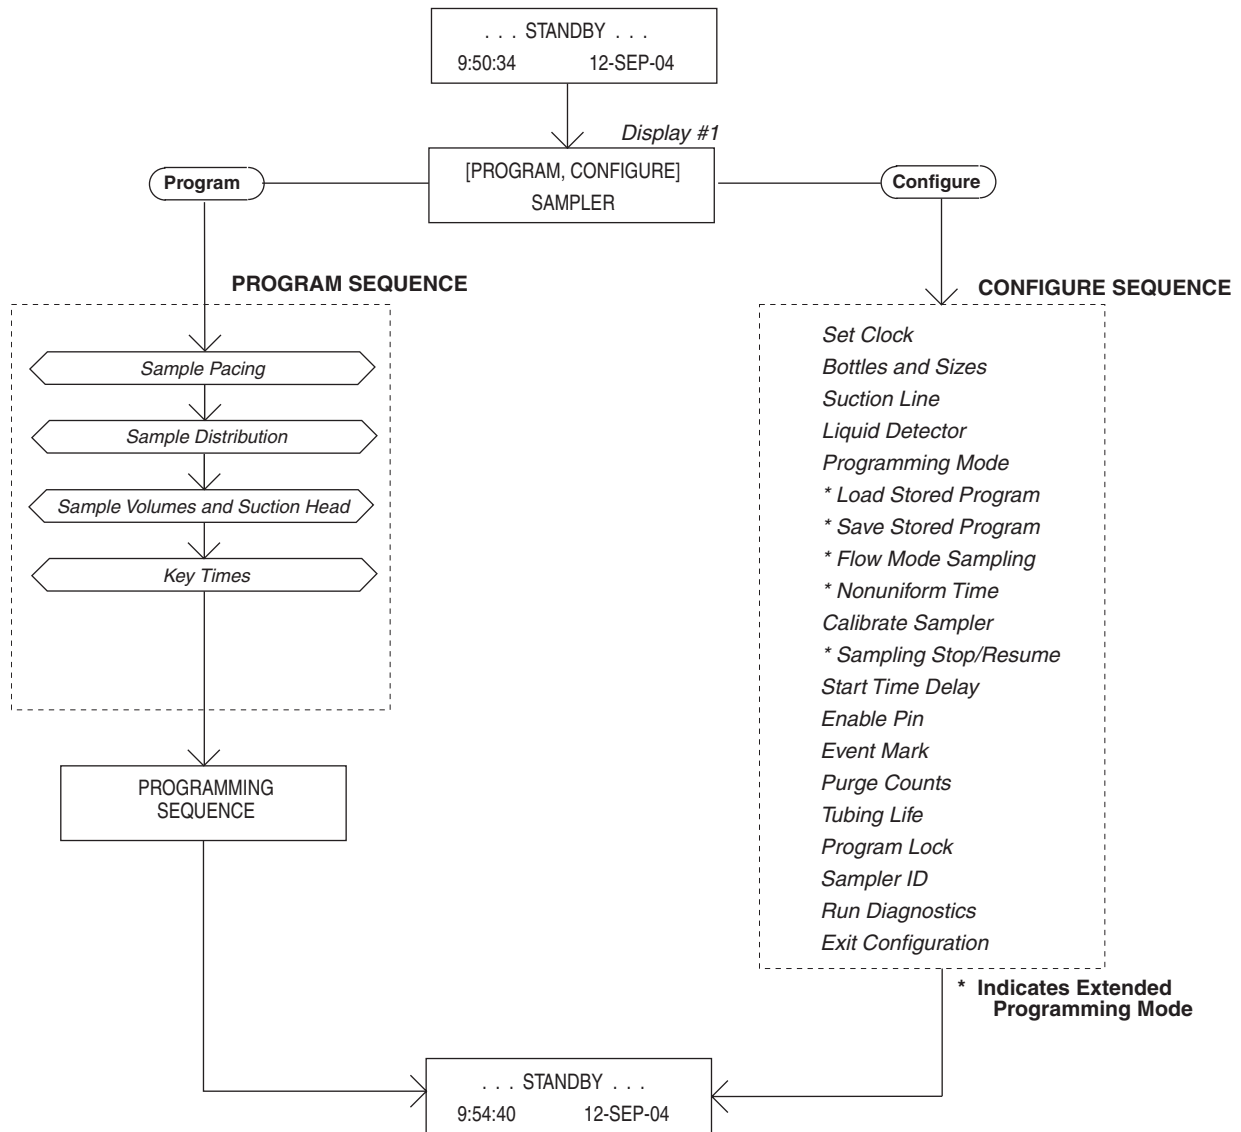 . . . STANDBY . . .
9:50:34 12-SEP-04
Display #1
[PROGRAM, CONFIGURE]
SAMPLER
Program
Configure
PROGRAM SEQUENCE
Sample Pacing
Sample Distribution
Sample Volumes and Suction Head
Key Times
PROGRAMMING
SEQUENCE
CONFIGURE SEQUENCE
Set Clock
Bottles and Sizes
Suction Line
Liquid Detector
Programming Mode
* Load Stored Program
* Save Stored Program
* Flow Mode Sampling
* Nonuniform Time
Calibrate Sampler
* Sampling Stop/Resume
Start Time Delay
Enable Pin
Event Mark
Purge Counts
Tubing Life
Program Lock
Sampler ID
Run Diagnostics
Exit Configuration
* Indicates Extended
Programming Mode
. . . STANDBY . . .
9:54:40 12-SEP-04